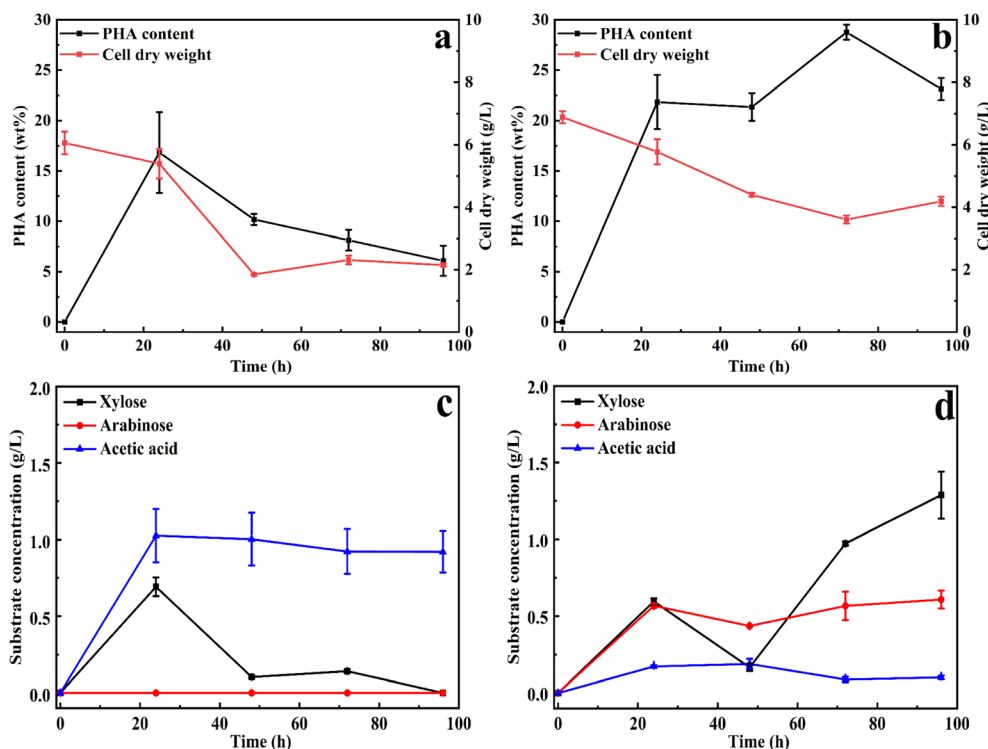 a
PHA content
Cell dry weight
30
25
20
15
10
5
0
PHA content (wt%)
10
8
6
4
2
0
Cell dry weight (g/L)
0 20 40 60 80 100
Time (h)
b
PHA content
Cell dry weight
30
25
20
15
10
5
0
PHA content (wt%)
10
8
6
4
2
0
Cell dry weight (g/L)
0 20 40 60 80 100
Time (h)
c
Xylose
Arabinose
Acetic acid
2.0
1.5
1.0
0.5
0.0
Substrate concentration (g/L)
0 20 40 60 80 100
Time (h)
d
Xylose
Arabinose
Acetic acid
2.0
1.5
1.0
0.5
0.0
Substrate concentration (g/L)
0 20 40 60 80 100
Time (h)